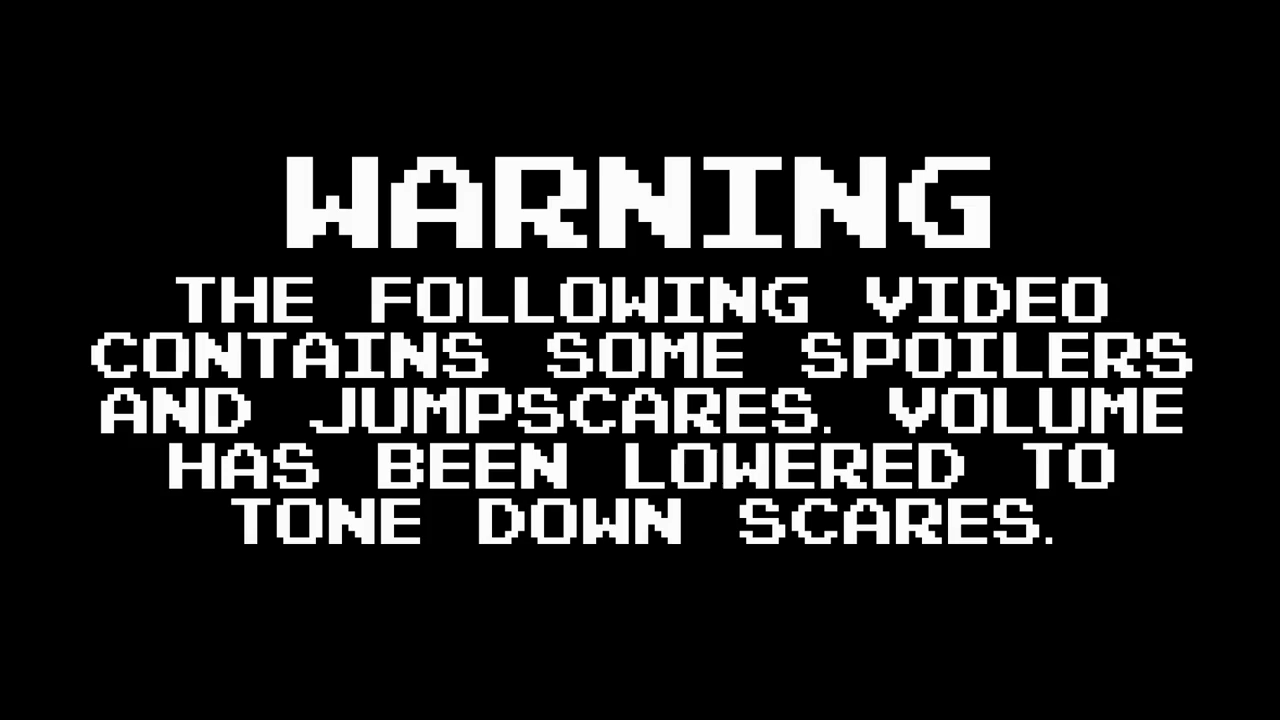 WARNING
THE FOLLOWING VIDEO
CONTAINS SOME SPOILERS
AND JUMPSCARES. VOLUME
HAS BEEN LOWERED TO
TONE DOWN SCARES.